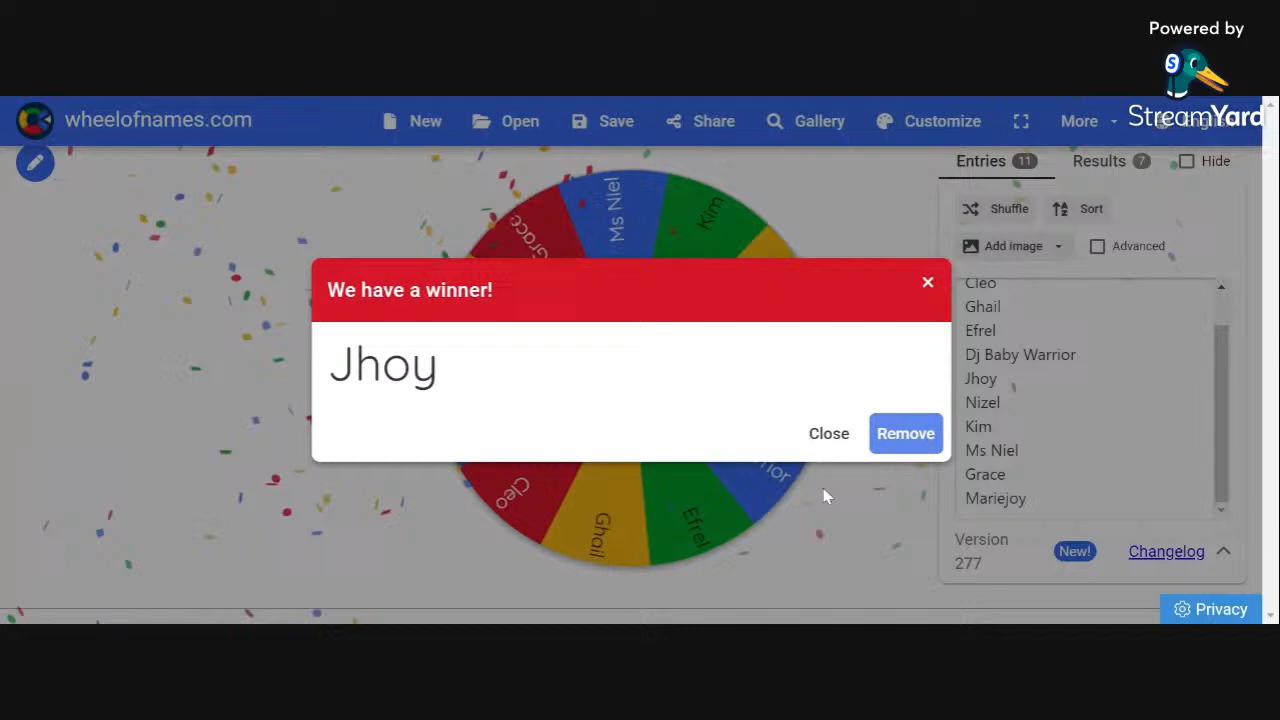 Powered by
StreamYard
wheelofnames.com
New
Open
Save
Share
Gallery
Customize
More
English
Entries 11
Results 7
Hide
Shuffle
Sort
Add image
Advanced
Cleo
Ghail
Efrel
Dj Baby Warrior
Jhoy
Nizel
Kim
Ms Niel
Grace
Mariejoy
Version
277
New!
Changelog
Privacy
Grace
Ms Niel
Kim
We have a winner!
×
Jhoy
Close
Remove
Cleo
Ghail
Efrel